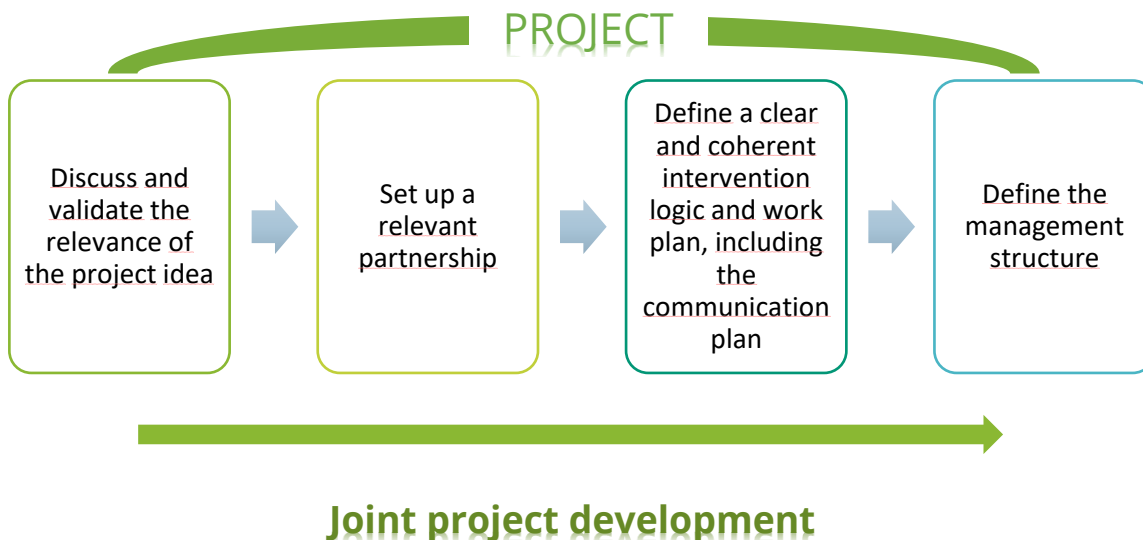 PROJECT
Discuss and
validate the
relevance of
the project idea
Set up a
relevant
partnership
Define a clear
and coherent
intervention
logic and work
plan, including
the
communication
plan
Define the
management
structure
Joint project development